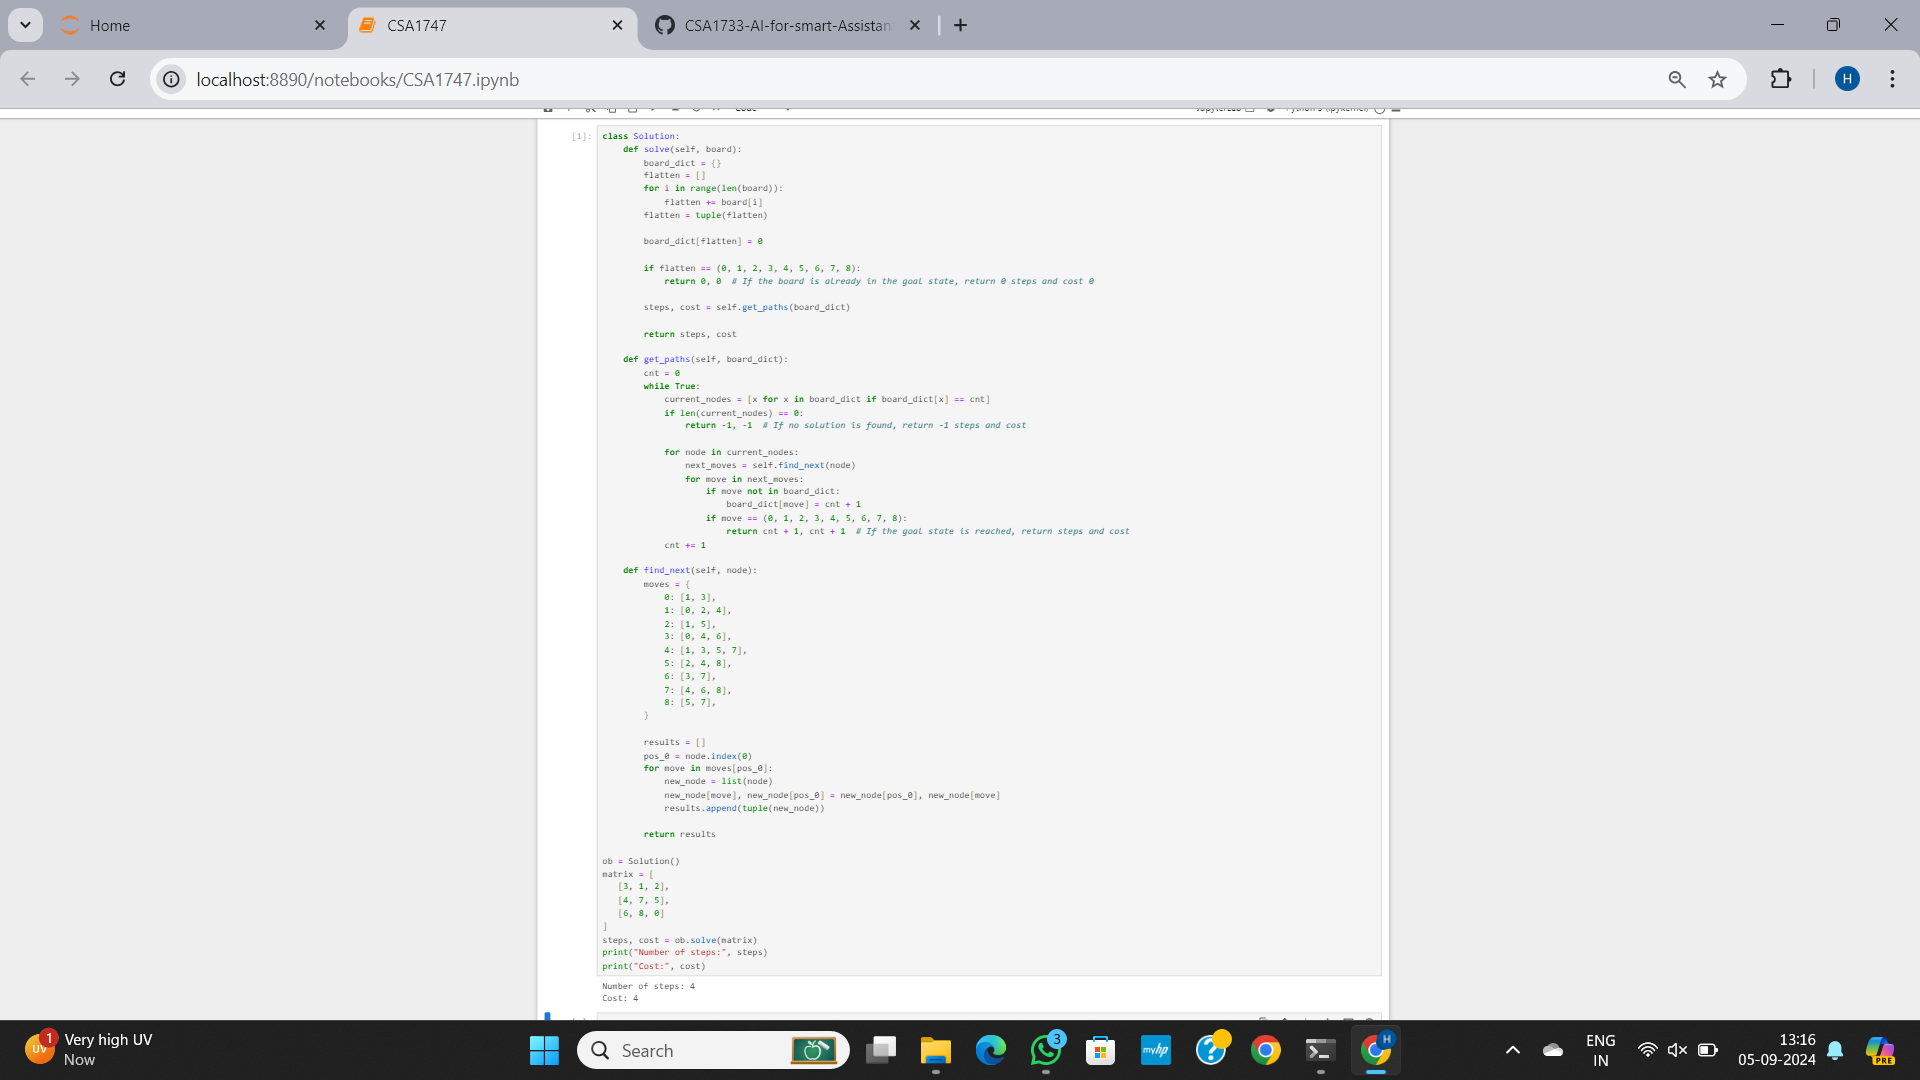 Home
CSA1747
CSA1733-AI-for-smart-Assistan
localhost:8890/notebooks/CSA1747.ipynb
H
[1]:
class Solution:
    def solve(self, board):
        board_dict = {}
        flatten = []
        for i in range(len(board)):
            flatten += board[i]
        flatten = tuple(flatten)
        board_dict[flatten] = 0
        if flatten == (0, 1, 2, 3, 4, 5, 6, 7, 8):
            return 0, 0  # If the board is already in the goal state, return 0 steps and cost 0
        steps, cost = self.get_paths(board_dict)
        return steps, cost
    def get_paths(self, board_dict):
        cnt = 0
        while True:
            current_nodes = [x for x in board_dict if board_dict[x] == cnt]
            if len(current_nodes) == 0:
                return -1, -1  # If no solution is found, return -1 steps and cost
            for node in current_nodes:
                next_moves = self.find_next(node)
                for move in next_moves:
                    if move not in board_dict:
                        board_dict[move] = cnt + 1
                    if move == (0, 1, 2, 3, 4, 5, 6, 7, 8):
                        return cnt + 1, cnt + 1  # If the goal state is reached, return steps and cost
            cnt += 1
    def find_next(self, node):
        moves = {
            0: [1, 3],
            1: [0, 2, 4],
            2: [1, 5],
            3: [0, 4, 6],
            4: [1, 3, 5, 7],
            5: [2, 4, 8],
            6: [3, 7],
            7: [4, 6, 8],
            8: [5, 7],
        }
        results = []
        pos_0 = node.index(0)
        for move in moves[pos_0]:
            new_node = list(node)
            new_node[move], new_node[pos_0] = new_node[pos_0], new_node[move]
            results.append(tuple(new_node))
        return results
ob = Solution()
matrix = [
   [3, 1, 2],
   [4, 7, 5],
   [6, 8, 0]
]
steps, cost = ob.solve(matrix)
print("Number of steps:", steps)
print("Cost:", cost)
Number of steps: 4
Cost: 4
UV
1
Very high UV
Now
Search
3
myhp
H
ENG
IN
13:16
05-09-2024
PRE